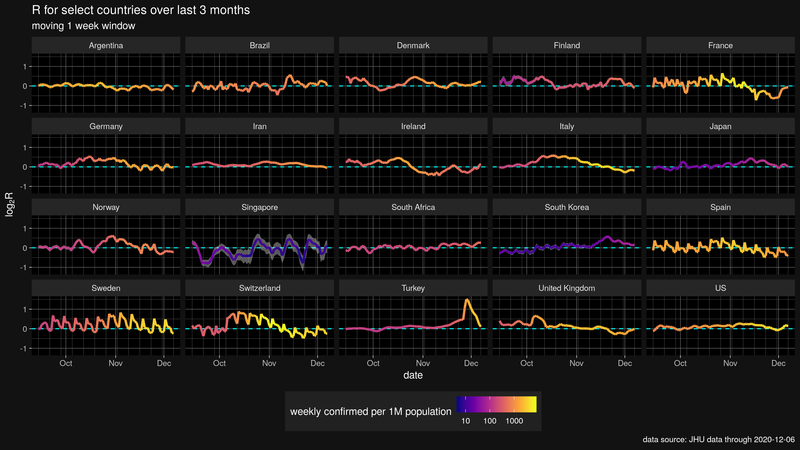 R for select countries over last 3 months
moving 1 week window
Argentina Brazil Denmark Finland France
1
0
-1
Germany Iran Ireland Italy Japan
1
0
-1
Norway Singapore South Africa South Korea Spain
1
0
-1
Sweden Switzerland Turkey United Kingdom US
1
0
-1
log₂R
Oct Nov Dec Oct Nov Dec Oct Nov Dec Oct Nov Dec Oct Nov Dec
date
weekly confirmed per 1M population
10 100 1000
data source: JHU data through 2020-12-06